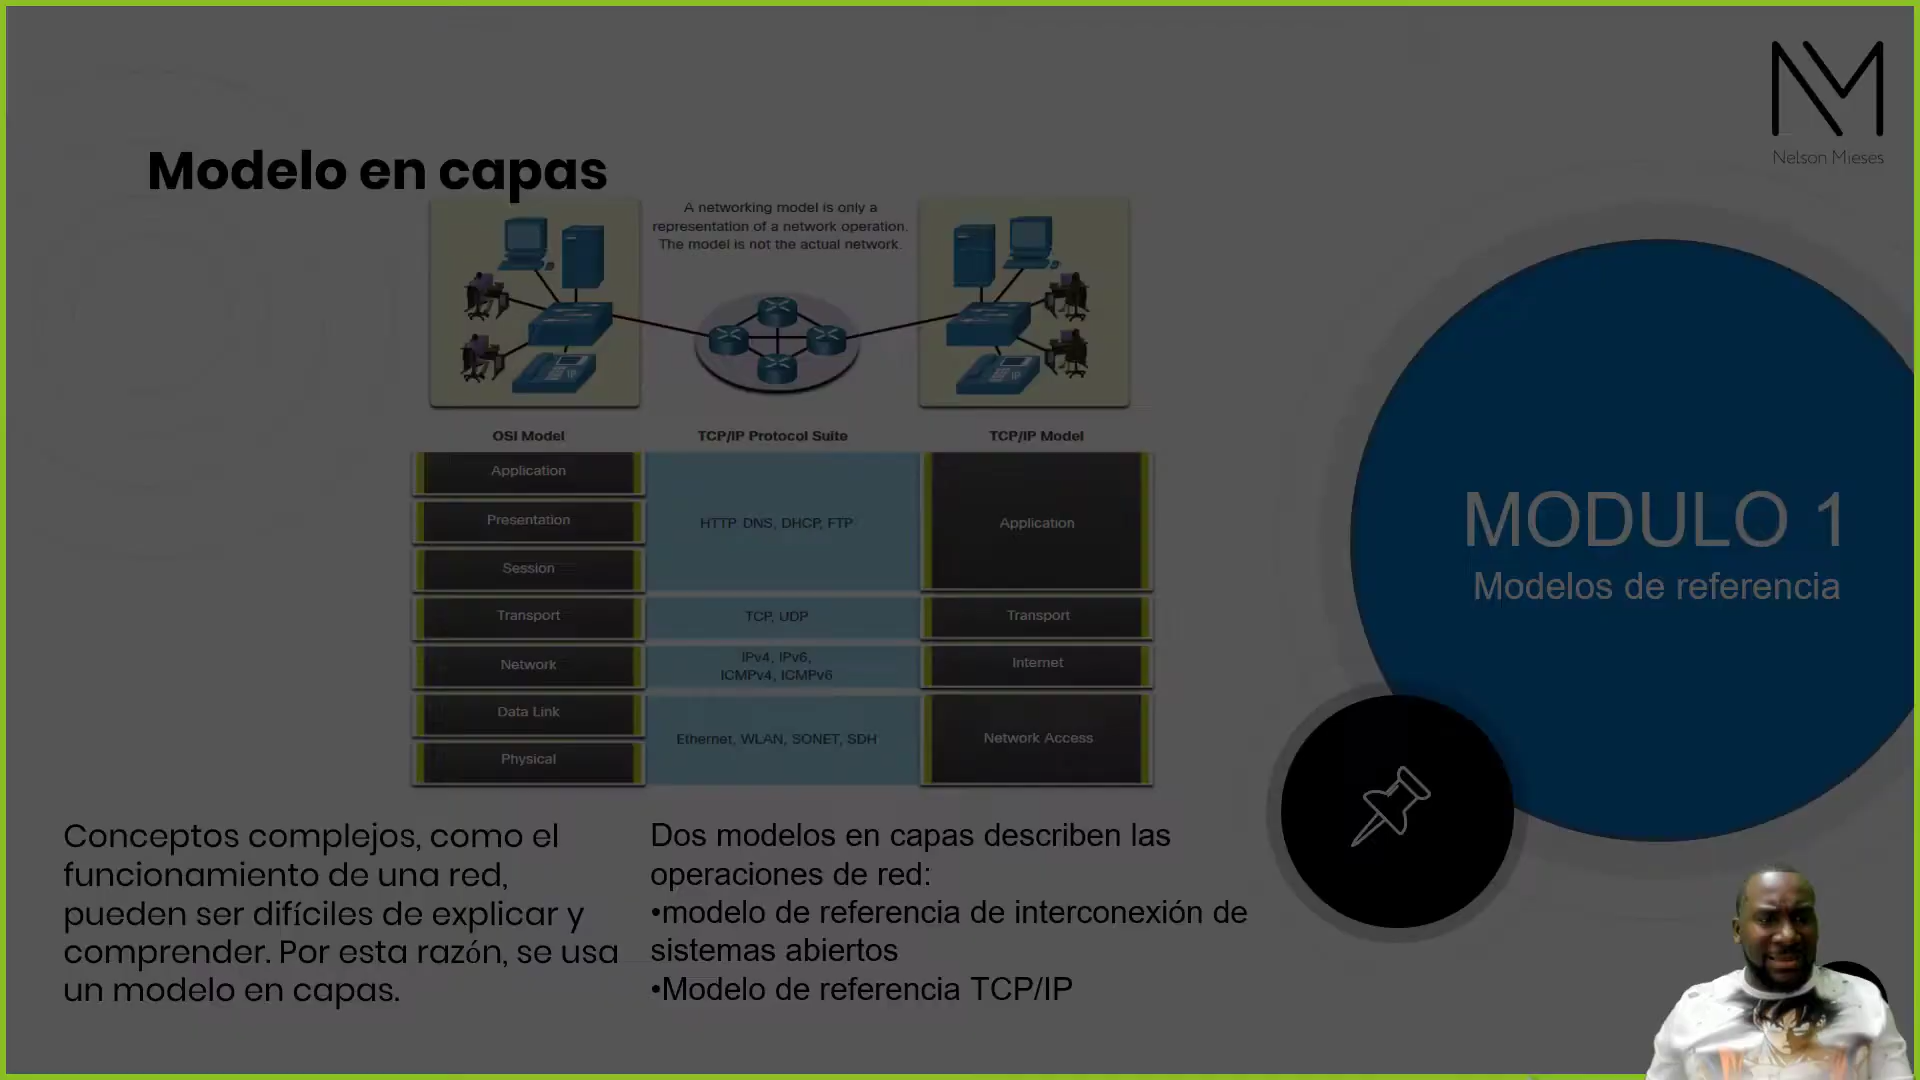 Nelson Mieses
Modelo en capas
A networking model is only a
representation of a network operation.
The model is not the actual network.
OSI Model
TCP/IP Protocol Suite
TCP/IP Model
Application
Presentation
Session
Transport
Network
Data Link
Physical
HTTP DNS, DHCP, FTP
TCP, UDP
IPv4, IPv6,
ICMPv4, ICMPv6
Ethernet, WLAN, SONET, SDH
Application
Transport
Internet
Network Access
MODULO 1
Modelos de referencia
Conceptos complejos, como el
funcionamiento de una red,
pueden ser difíciles de explicar y
comprender. Por esta razón, se usa
un modelo en capas.
Dos modelos en capas describen las
operaciones de red:
•modelo de referencia de interconexión de
sistemas abiertos
•Modelo de referencia TCP/IP